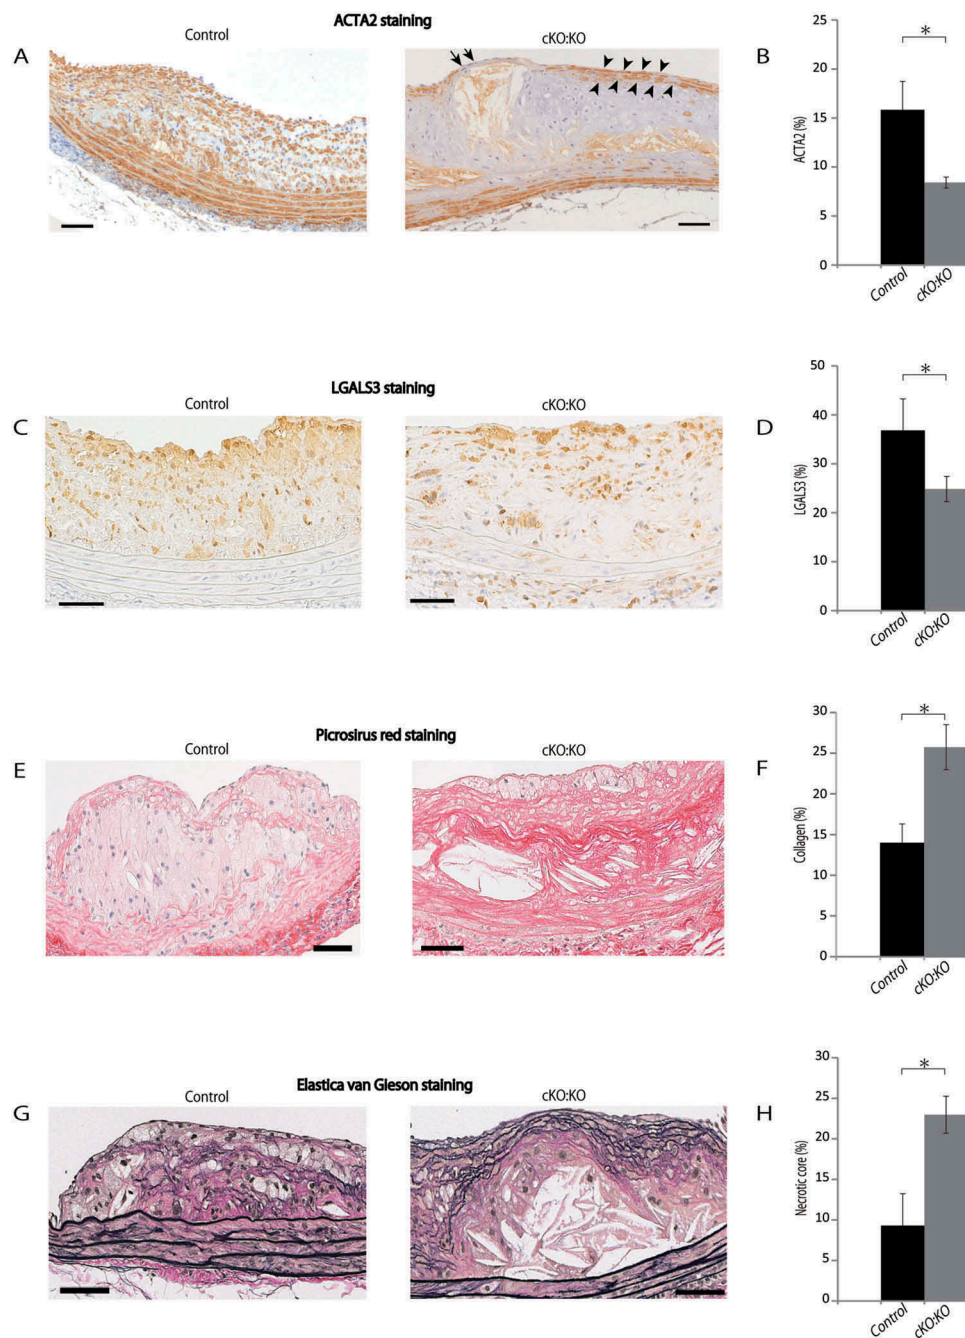 ACTA2 staining
Control
cKO:KO
A
B
ACTA2 (%)
25
20
15
10
5
0
*
Control
cKO:KO
LGALS3 staining
Control
cKO:KO
C
D
LGALS3 (%)
50
40
30
20
10
0
*
Control
cKO:KO
Picrosirus red staining
Control
cKO:KO
E
F
Collagen (%)
30
25
20
15
10
5
0
*
Control
cKO:KO
Elastica van Gieson staining
Control
cKO:KO
G
H
Necrotic core (%)
30
25
20
15
10
5
0
*
Control
cKO:KO